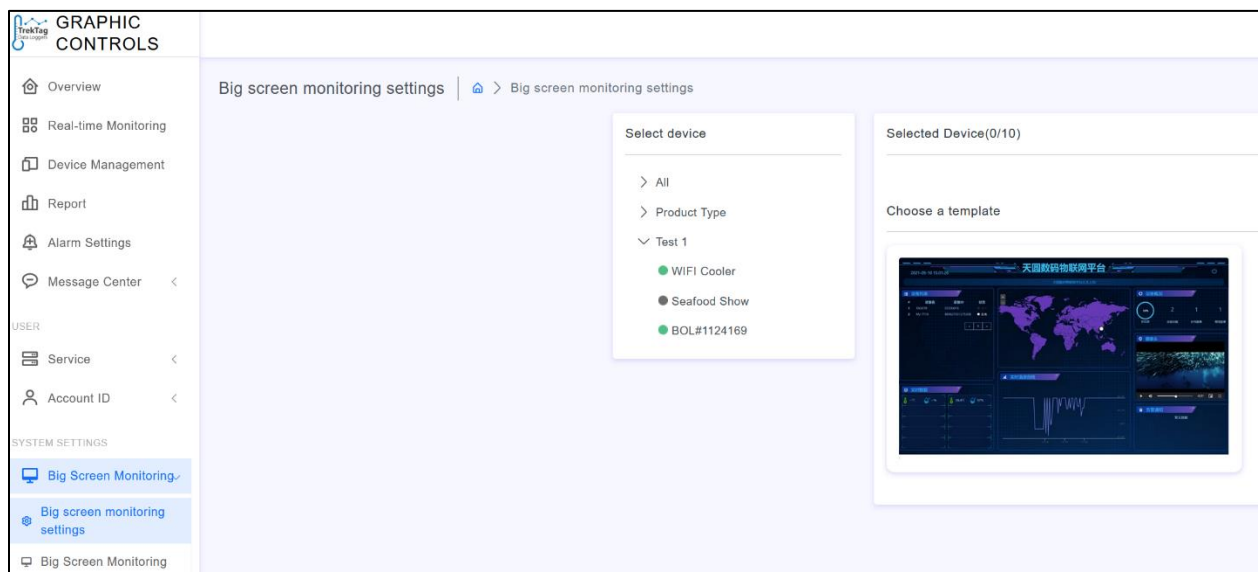 TrekTag
Data Loggers
GRAPHIC
CONTROLS
Overview
Real-time Monitoring
Device Management
Report
Alarm Settings
Message Center
USER
Service
Account ID
SYSTEM SETTINGS
Big Screen Monitoring
Big screen monitoring
settings
Big Screen Monitoring
Big screen monitoring settings
Big screen monitoring settings
Select device
All
Product Type
Test 1
WIFI Cooler
Seafood Show
BOL#1124169
Selected Device(0/10)
Choose a template
天圆数码物联网平台